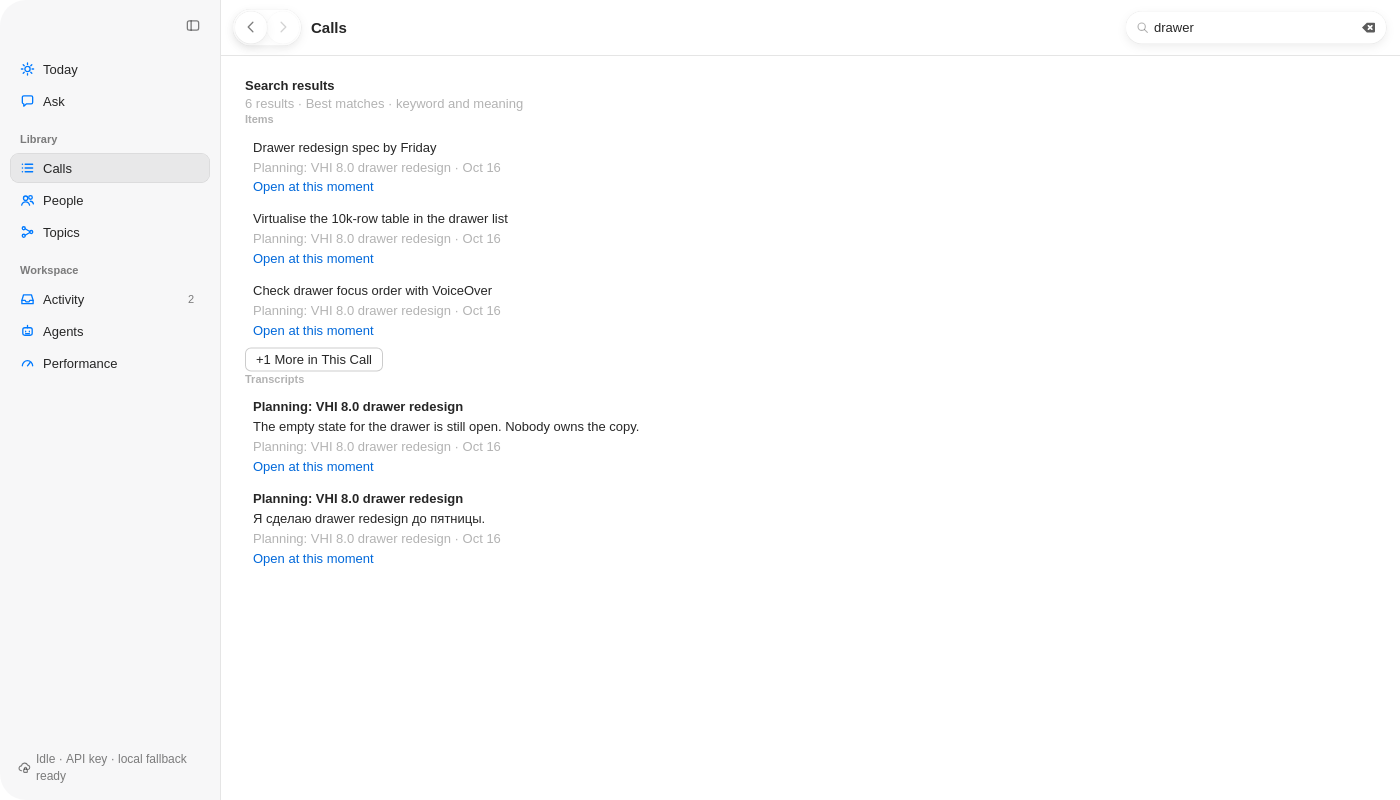 Calls
drawer
Today
Ask
Library
Calls
People
Topics
Workspace
Activity 2
Agents
Performance
Idle · API key · local fallback
ready
Search results
6 results · Best matches · keyword and meaning
Items
Drawer redesign spec by Friday
Planning: VHI 8.0 drawer redesign · Oct 16
Open at this moment
Virtualise the 10k-row table in the drawer list
Planning: VHI 8.0 drawer redesign · Oct 16
Open at this moment
Check drawer focus order with VoiceOver
Planning: VHI 8.0 drawer redesign · Oct 16
Open at this moment
+1 More in This Call
Transcripts
Planning: VHI 8.0 drawer redesign
The empty state for the drawer is still open. Nobody owns the copy.
Planning: VHI 8.0 drawer redesign · Oct 16
Open at this moment
Planning: VHI 8.0 drawer redesign
Я сделаю drawer redesign до пятницы.
Planning: VHI 8.0 drawer redesign · Oct 16
Open at this moment